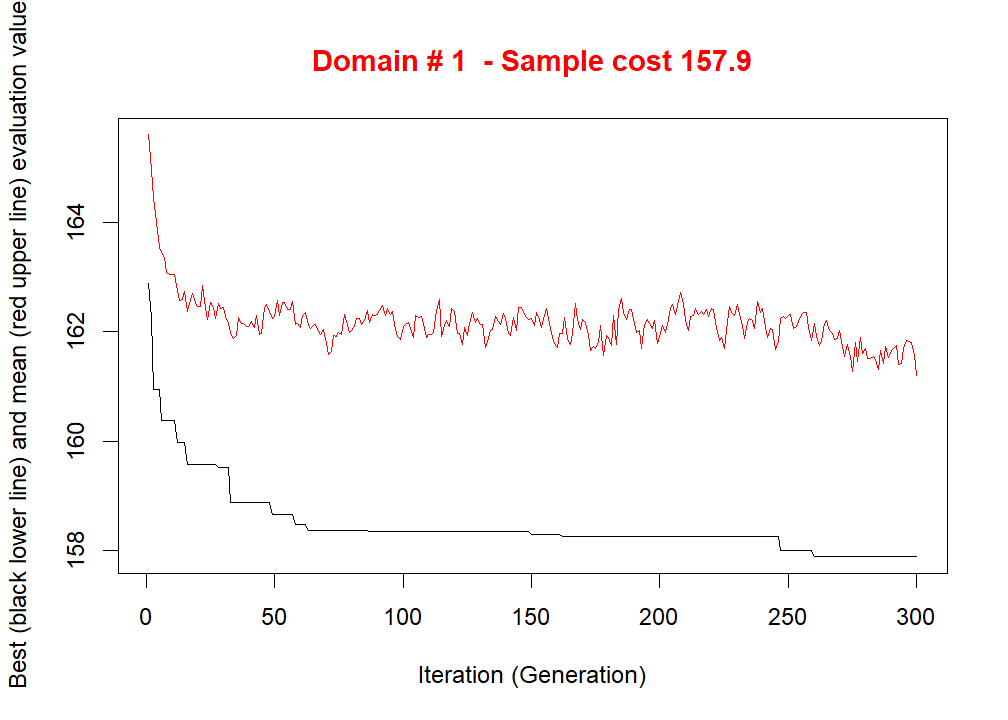 Domain # 1  - Sample cost 157.9
Best (black lower line) and mean (red upper line) evaluation value
164
162
160
158
0 50 100 150 200 250 300
Iteration (Generation)